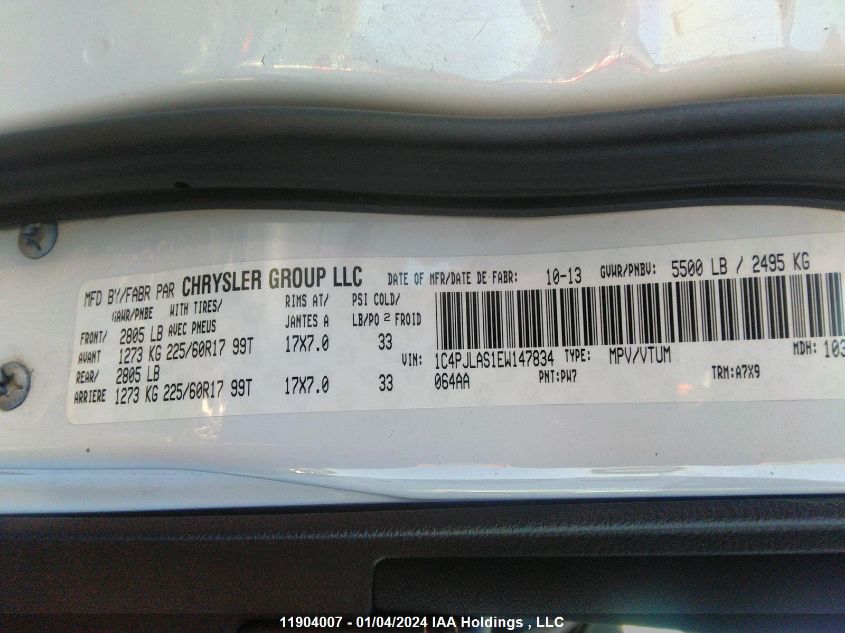 MFD BY/FABR PAR CHRYSLER GROUP LLC DATE OF MFR/DATE DE FABR: 10-13 GVWR/PNBV: 5500 LB / 2495 KG
GAWR/PNBE WITH TIRES/ AVEC PNEUS RIMS AT/ JANTES A PSI COLD/ LB/PO 2 FROID
FRONT/ AVANT 2805 LB 1273 KG 225/60R17 99T 17X7.0 33
REAR/ ARRIERE 2805 LB 1273 KG 225/60R17 99T 17X7.0 33
VIN: 1C4PJLAS1EW147834 TYPE: MPV/VTUM MDH: 103
064AA PNT:PW7 TRM:A7X9
11904007 - 01/04/2024 IAA Holdings , LLC